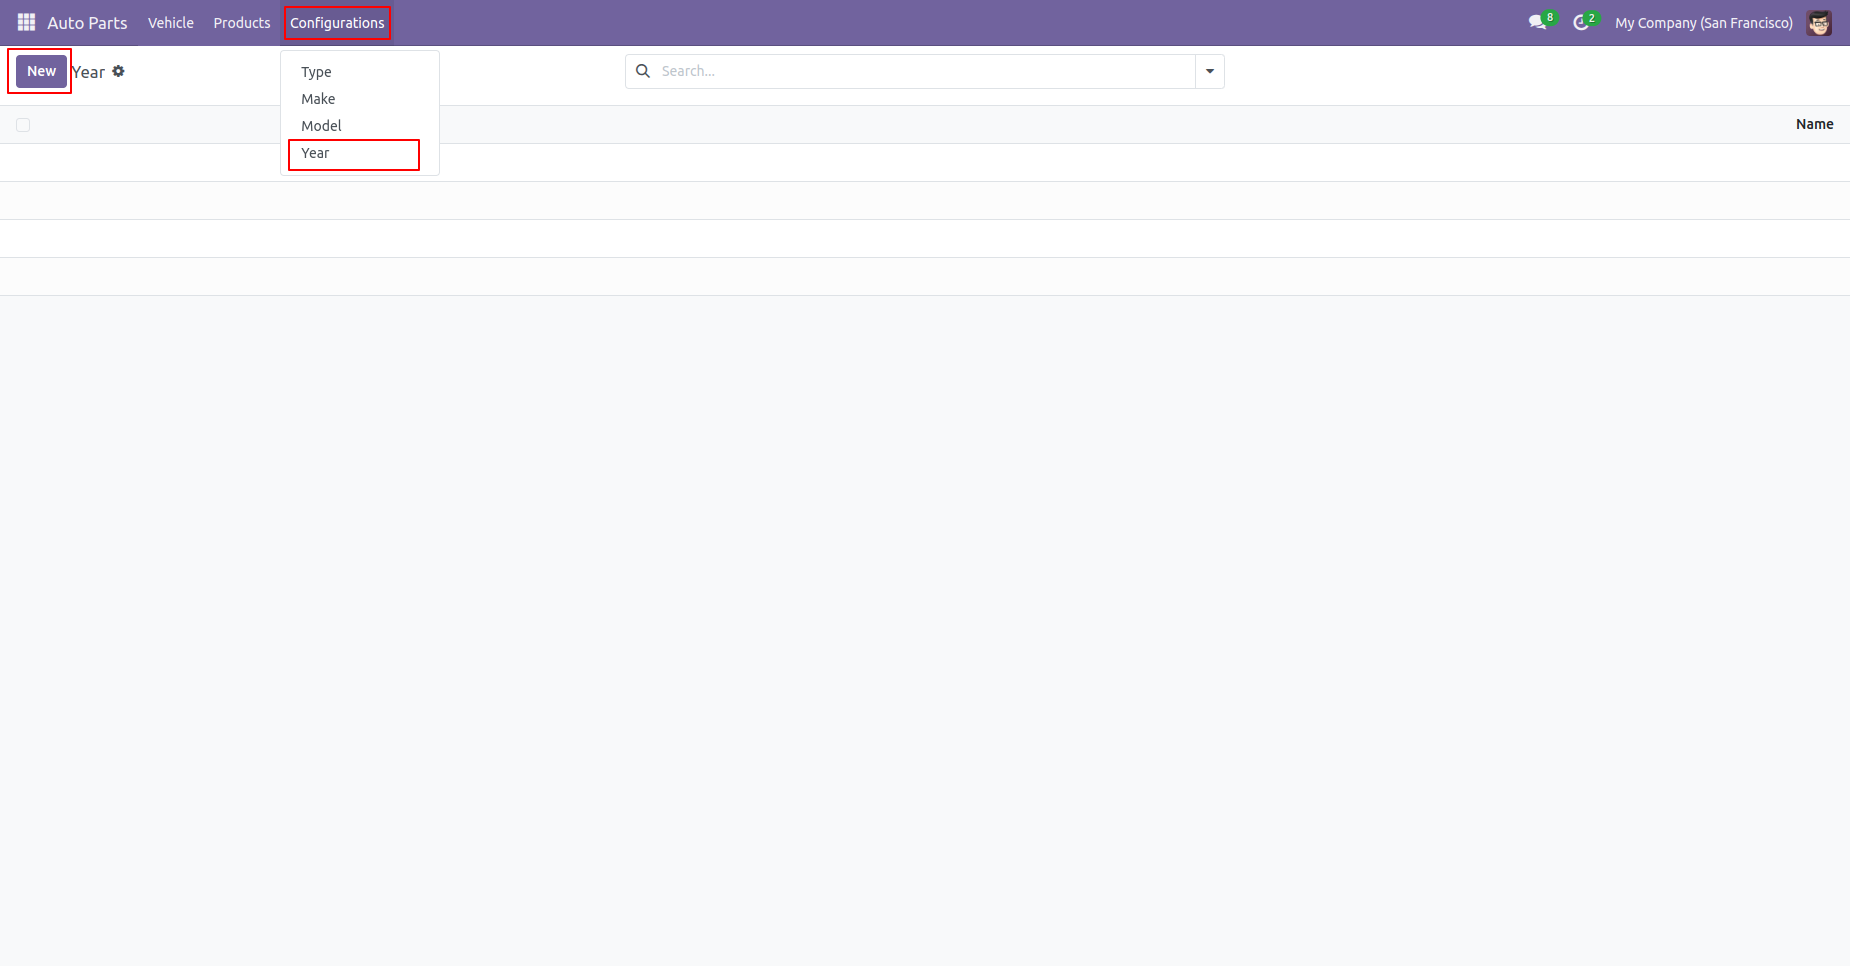 Auto Parts Vehicle Products Configurations 8 2 My Company (San Francisco)
New Year Search...
Type
Make
Model
Year
Name